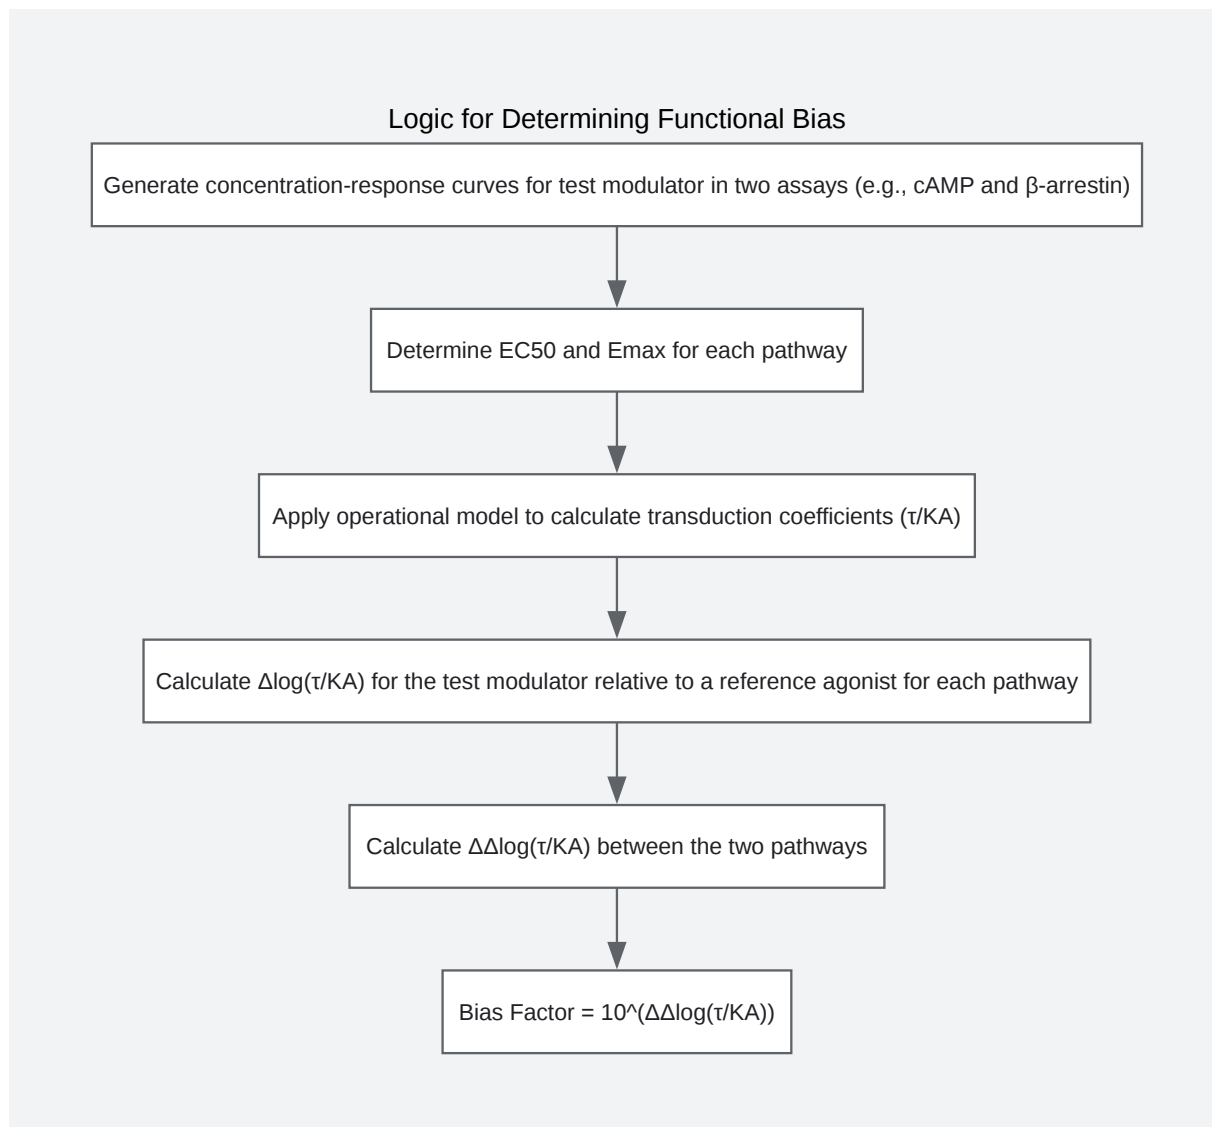 Logic for Determining Functional Bias
Generate concentration-response curves for test modulator in two assays (e.g., cAMP and β-arrestin)
Determine EC50 and Emax for each pathway
Apply operational model to calculate transduction coefficients (τ/KA)
Calculate Δlog(τ/KA) for the test modulator relative to a reference agonist for each pathway
Calculate ΔΔlog(τ/KA) between the two pathways
Bias Factor = 10^(ΔΔlog(τ/KA))